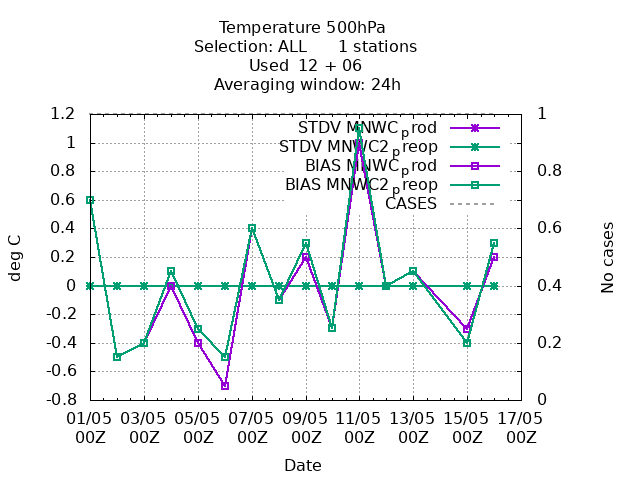 Temperature 500hPa
Selection: ALL 1 stations
Used 12 + 06
Averaging window: 24h
1.2
1
0.8
0.6
0.4
0.2
0
-0.2
-0.4
-0.6
-0.8
deg C
STDV MNWC_prod
STDV MNWC2_preop
BIAS MNWC_prod
BIAS MNWC2_preop
CASES
1
0.8
0.6
0.4
0.2
0
No cases
01/05 03/05 05/05 07/05 09/05 11/05 13/05 15/05 17/05
00Z 00Z 00Z 00Z 00Z 00Z 00Z 00Z 00Z
Date